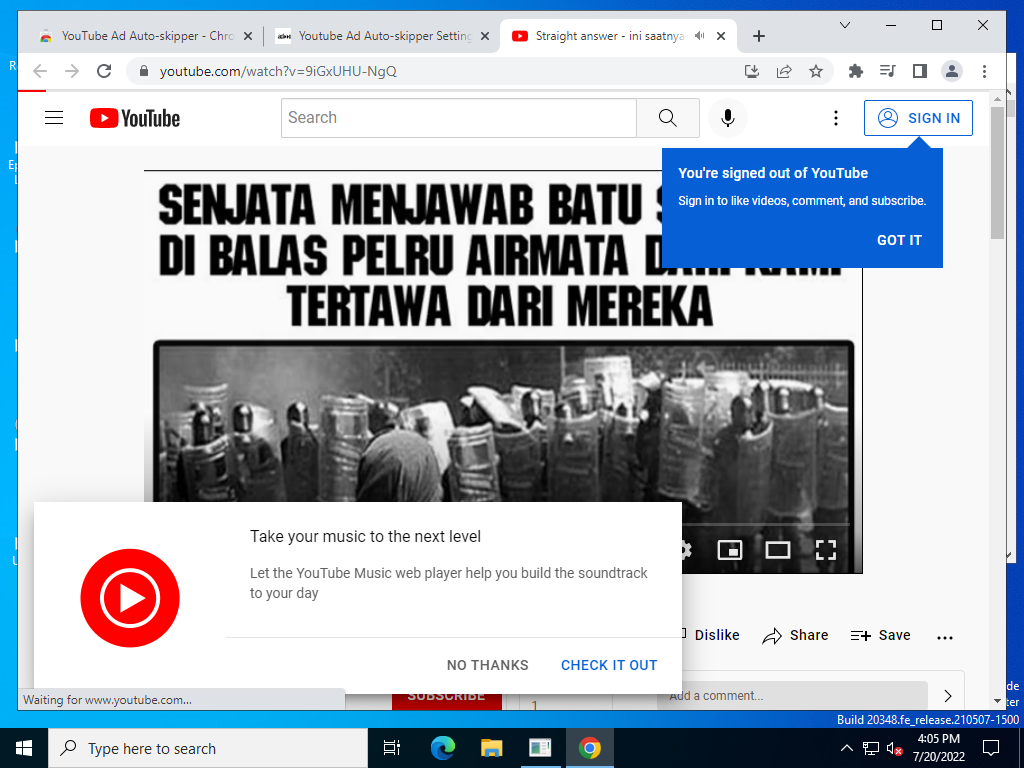 YouTube Ad Auto-skipper - Chro
Youtube Ad Auto-skipper Setting
Straight answer - ini saatnya
youtube.com/watch?v=9iGxUHU-NgQ
YouTube
Search
SIGN IN
You're signed out of YouTube
Sign in to like videos, comment, and subscribe.
GOT IT
SENJATA MENJAWAB BATU
DI BALAS PELRU AIRMATA DARI KAMI
TERTAWA DARI MEREKA
Take your music to the next level
Let the YouTube Music web player help you build the soundtrack
to your day
NO THANKS
CHECK IT OUT
Dislike
Share
Save
SUBSCRIBE
1
Add a comment...
Waiting for www.youtube.com...
Build 20348.fe_release.210507-1500
Type here to search
4:05 PM
7/20/2022